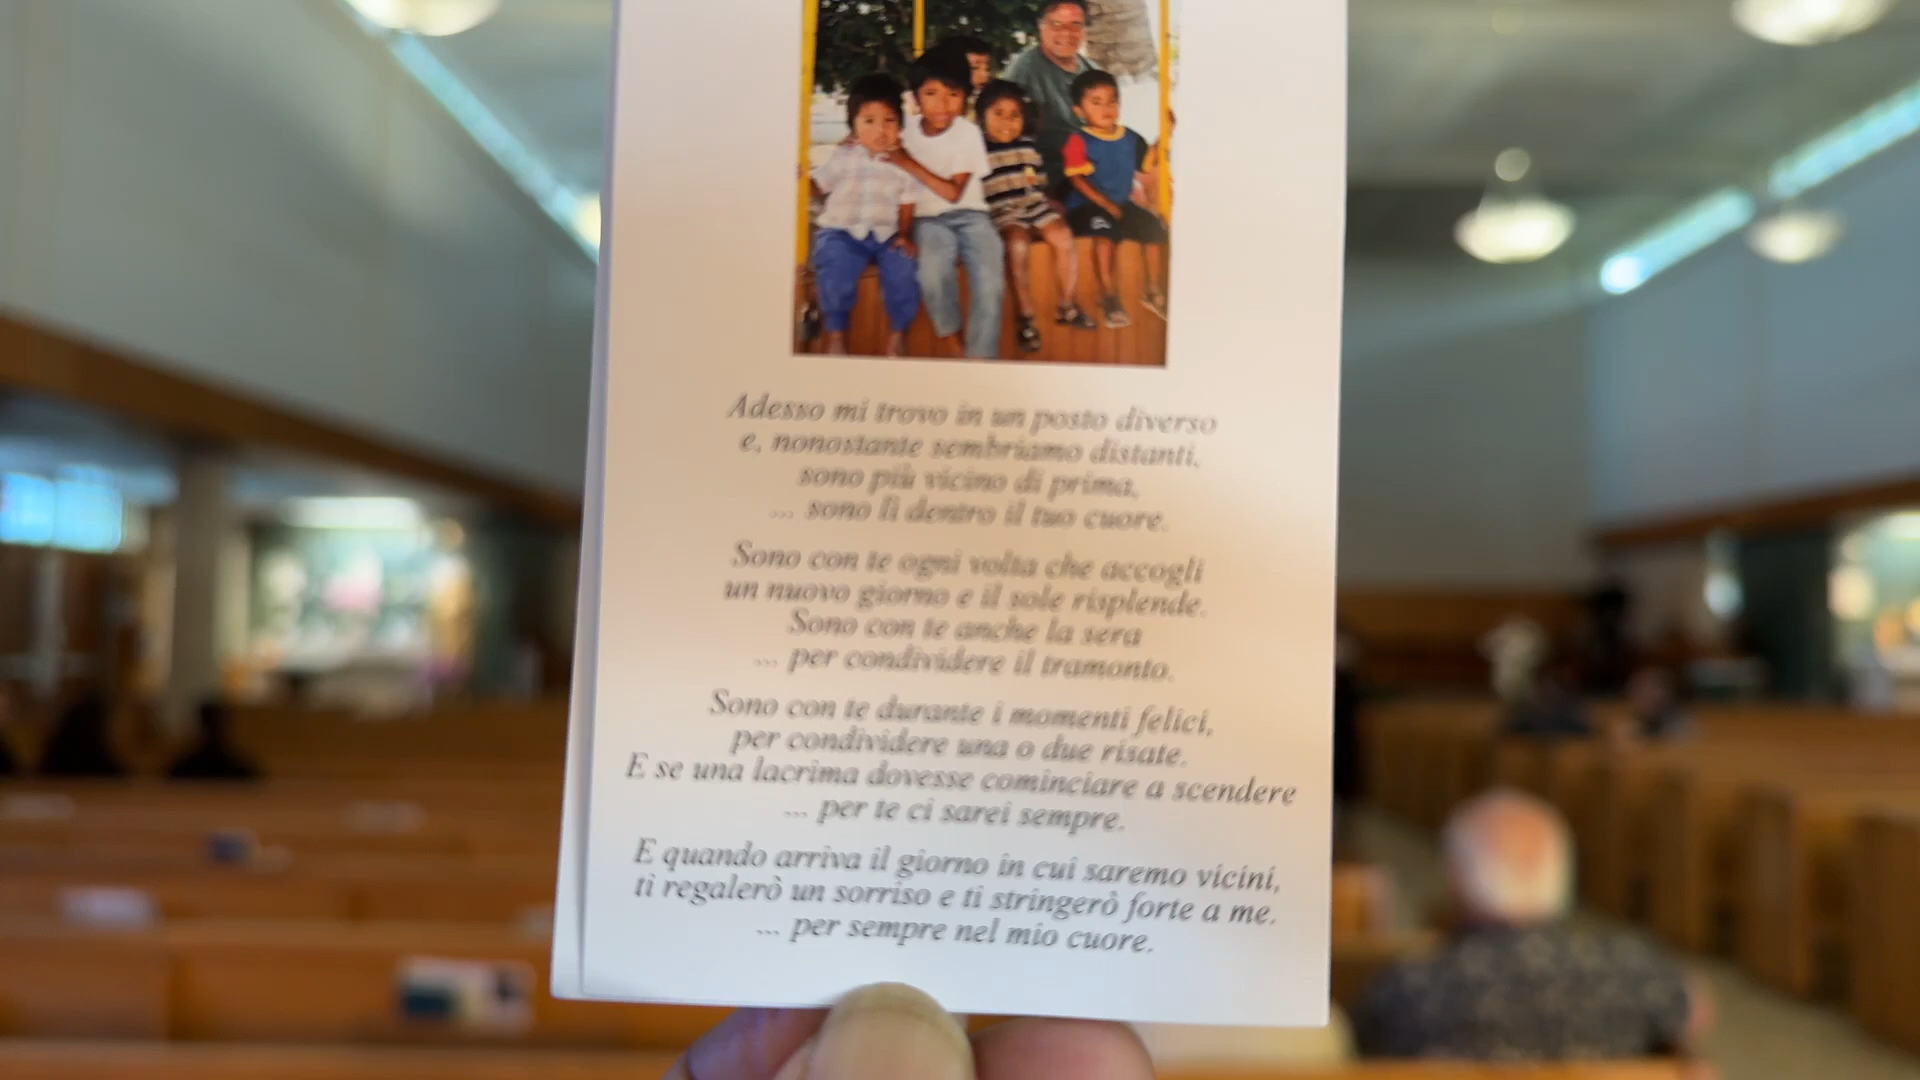 Adesso mi trovo in un posto diverso
e, nonostante sembriamo distanti,
sono più vicino di prima,
... sono lì dentro il tuo cuore.
Sono con te ogni volta che accogli
un nuovo giorno e il sole risplende.
Sono con te anche la sera
... per condividere il tramonto.
Sono con te durante i momenti felici,
per condividere una o due risate.
E se una lacrima dovesse cominciare a scendere
... per te ci sarei sempre.
E quando arriva il giorno in cui saremo vicini,
ti regalerò un sorriso e ti stringerò forte a me.
... per sempre nel mio cuore.